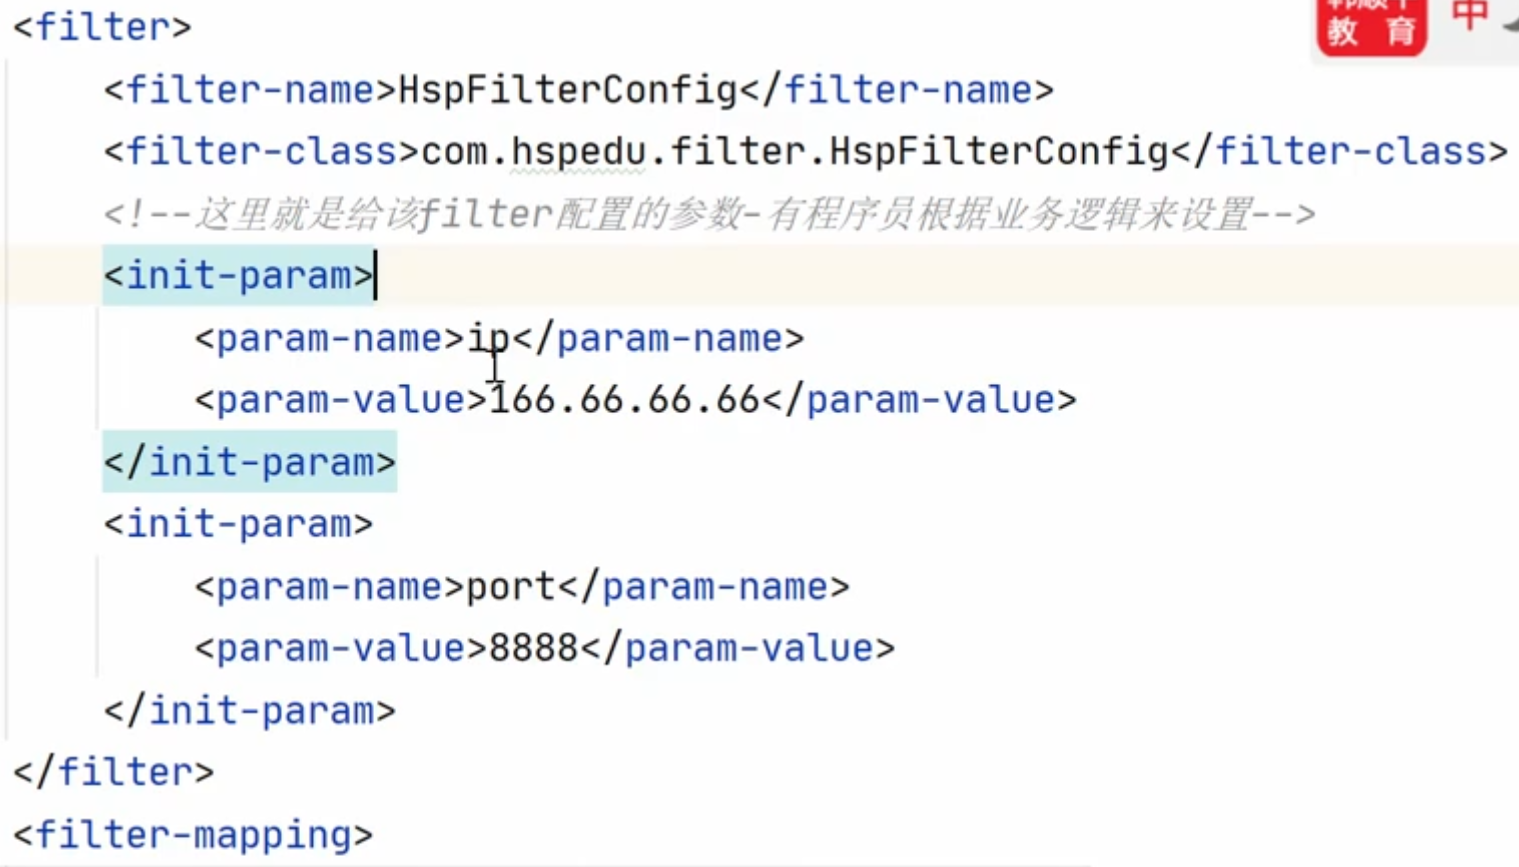 <filter>
<filter-name>HspFilterConfig</filter-name>
<filter-class>com.hspedu.filter.HspFilterConfig</filter-class>
<!--这里就是给该filter配置的参数-有程序员根据业务逻辑来设置-->
<init-param>
<param-name>ip</param-name>
<param-value>166.66.66.66</param-value>
</init-param>
<init-param>
<param-name>port</param-name>
<param-value>8888</param-value>
</init-param>
</filter>
<filter-mapping>
教育
中